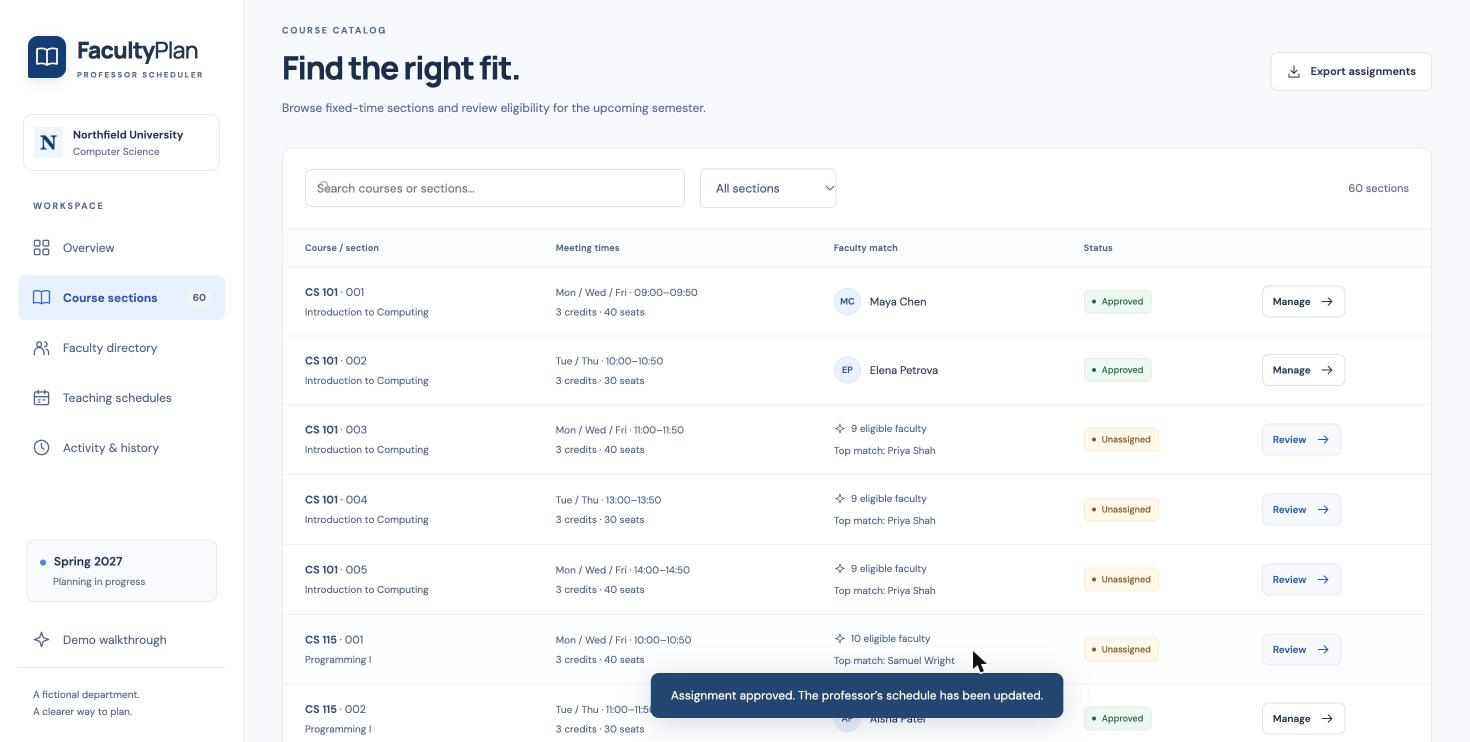 FacultyPlan
PROFESSOR SCHEDULER
N
Northfield University
Computer Science
WORKSPACE
Overview
Course sections 60
Faculty directory
Teaching schedules
Activity & history
Spring 2027
Planning in progress
Demo walkthrough
A fictional department.
A clearer way to plan.
COURSE CATALOG
Find the right fit.
Browse fixed-time sections and review eligibility for the upcoming semester.
Export assignments
Search courses or sections...
All sections
60 sections
Course / section Meeting times Faculty match Status
CS 101 · 001 Mon / Wed / Fri · 09:00–09:50 MC Maya Chen Approved Manage
Introduction to Computing 3 credits · 40 seats
CS 101 · 002 Tue / Thu · 10:00–10:50 EP Elena Petrova Approved Manage
Introduction to Computing 3 credits · 30 seats
CS 101 · 003 Mon / Wed / Fri · 11:00–11:50 9 eligible faculty Unassigned Review
Introduction to Computing 3 credits · 40 seats Top match: Priya Shah
CS 101 · 004 Tue / Thu · 13:00–13:50 9 eligible faculty Unassigned Review
Introduction to Computing 3 credits · 30 seats Top match: Priya Shah
CS 101 · 005 Mon / Wed / Fri · 14:00–14:50 9 eligible faculty Unassigned Review
Introduction to Computing 3 credits · 40 seats Top match: Priya Shah
CS 115 · 001 Mon / Wed / Fri · 10:00–10:50 10 eligible faculty Unassigned Review
Programming I 3 credits · 40 seats Top match: Samuel Wright
Assignment approved. The professor's schedule has been updated.
CS 115 · 002 Tue / Thu · 11:00–11:50 AP Aisha Patel Approved Manage
Programming I 3 credits · 30 seats